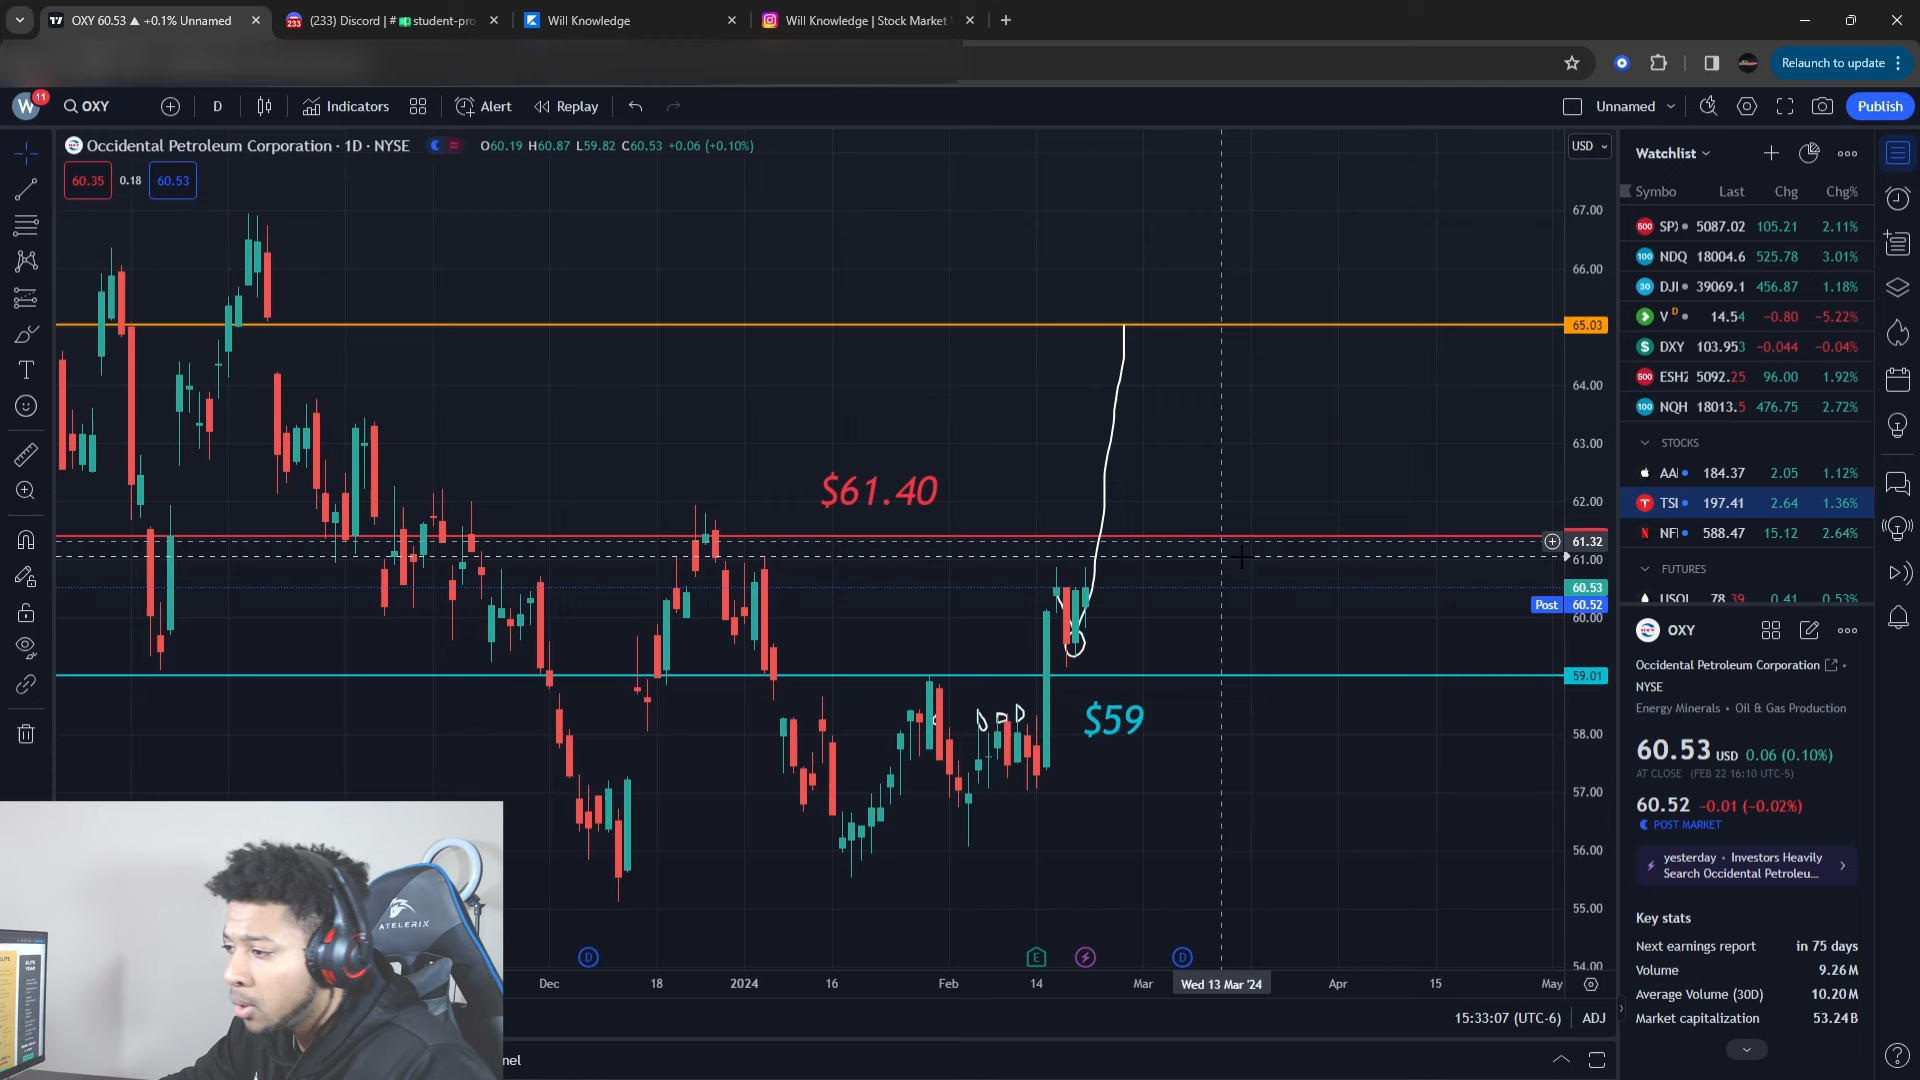 OXY 60.53 ▲ +0.1% Unnamed
(233) Discord | # student-pro
Will Knowledge
Will Knowledge | Stock Market
Relaunch to update
W 11
OXY
D
Indicators
Alert
Replay
Unnamed
Publish
Occidental Petroleum Corporation · 1D · NYSE
O60.19 H60.87 L59.82 C60.53 +0.06 (+0.10%)
60.35 0.18 60.53
USD
67.00
66.00
65.03
64.00
63.00
62.00
61.32
61.00
60.53
Post 60.52
60.00
59.01
58.00
57.00
56.00
55.00
54.00
$61.40
$59
D
E
D
Dec
18
2024
16
Feb
14
Mar
Wed 13 Mar '24
Apr
15
May
15:33:07 (UTC-6)
ADJ
nel
ATELERIX
Watchlist
Symbo Last Chg Chg%
SPX 5087.02 105.21 2.11%
NDQ 18004.6 525.78 3.01%
DJI 39069.1 456.87 1.18%
V D 14.54 −0.80 −5.22%
DXY 103.953 −0.044 −0.04%
ESH2 5092.25 96.00 1.92%
NQH 18013.5 476.75 2.72%
STOCKS
AAI 184.37 2.05 1.12%
TSL 197.41 2.64 1.36%
NFI 588.47 15.12 2.64%
FUTURES
USOI 78.39 0.41 0.53%
OXY
Occidental Petroleum Corporation
NYSE
Energy Minerals • Oil & Gas Production
60.53 USD 0.06 (0.10%)
AT CLOSE (FEB 22 16:10 UTC-5)
60.52 −0.01 (−0.02%)
POST MARKET
yesterday • Investors Heavily
Search Occidental Petroleu...
Key stats
Next earnings report in 75 days
Volume 9.26M
Average Volume (30D) 10.20M
Market capitalization 53.24B